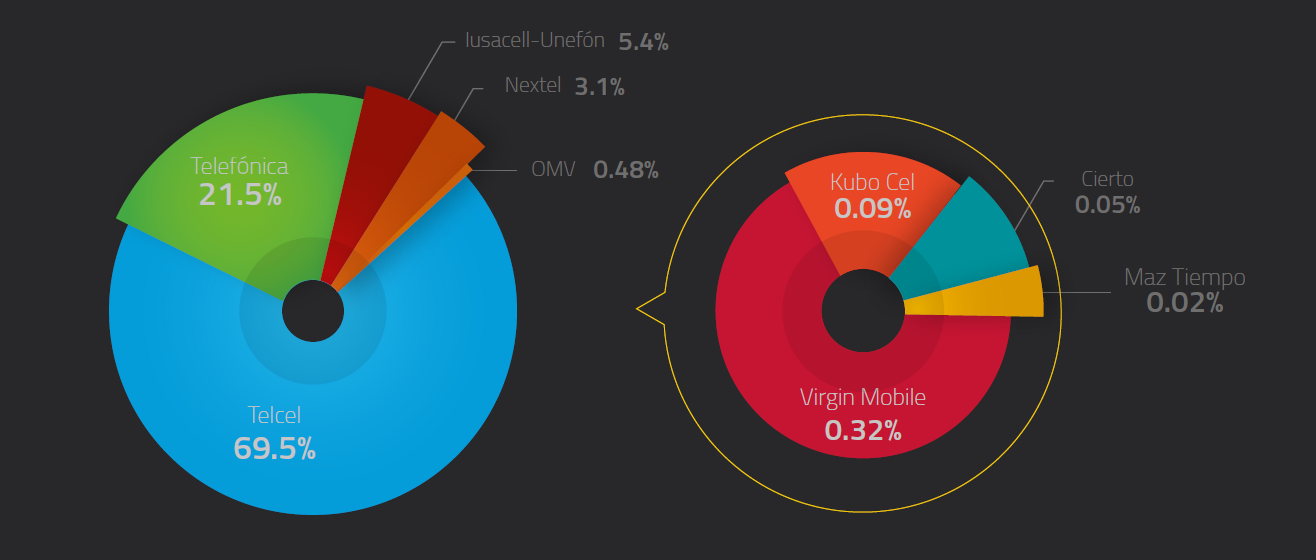 Iusacell-Unefón 5.4%
Nextel 3.1%
OMV 0.48%
Telefónica
21.5%
Telcel
69.5%
Kubo Cel
0.09%
Cierto
0.05%
Maz Tiempo
0.02%
Virgin Mobile
0.32%